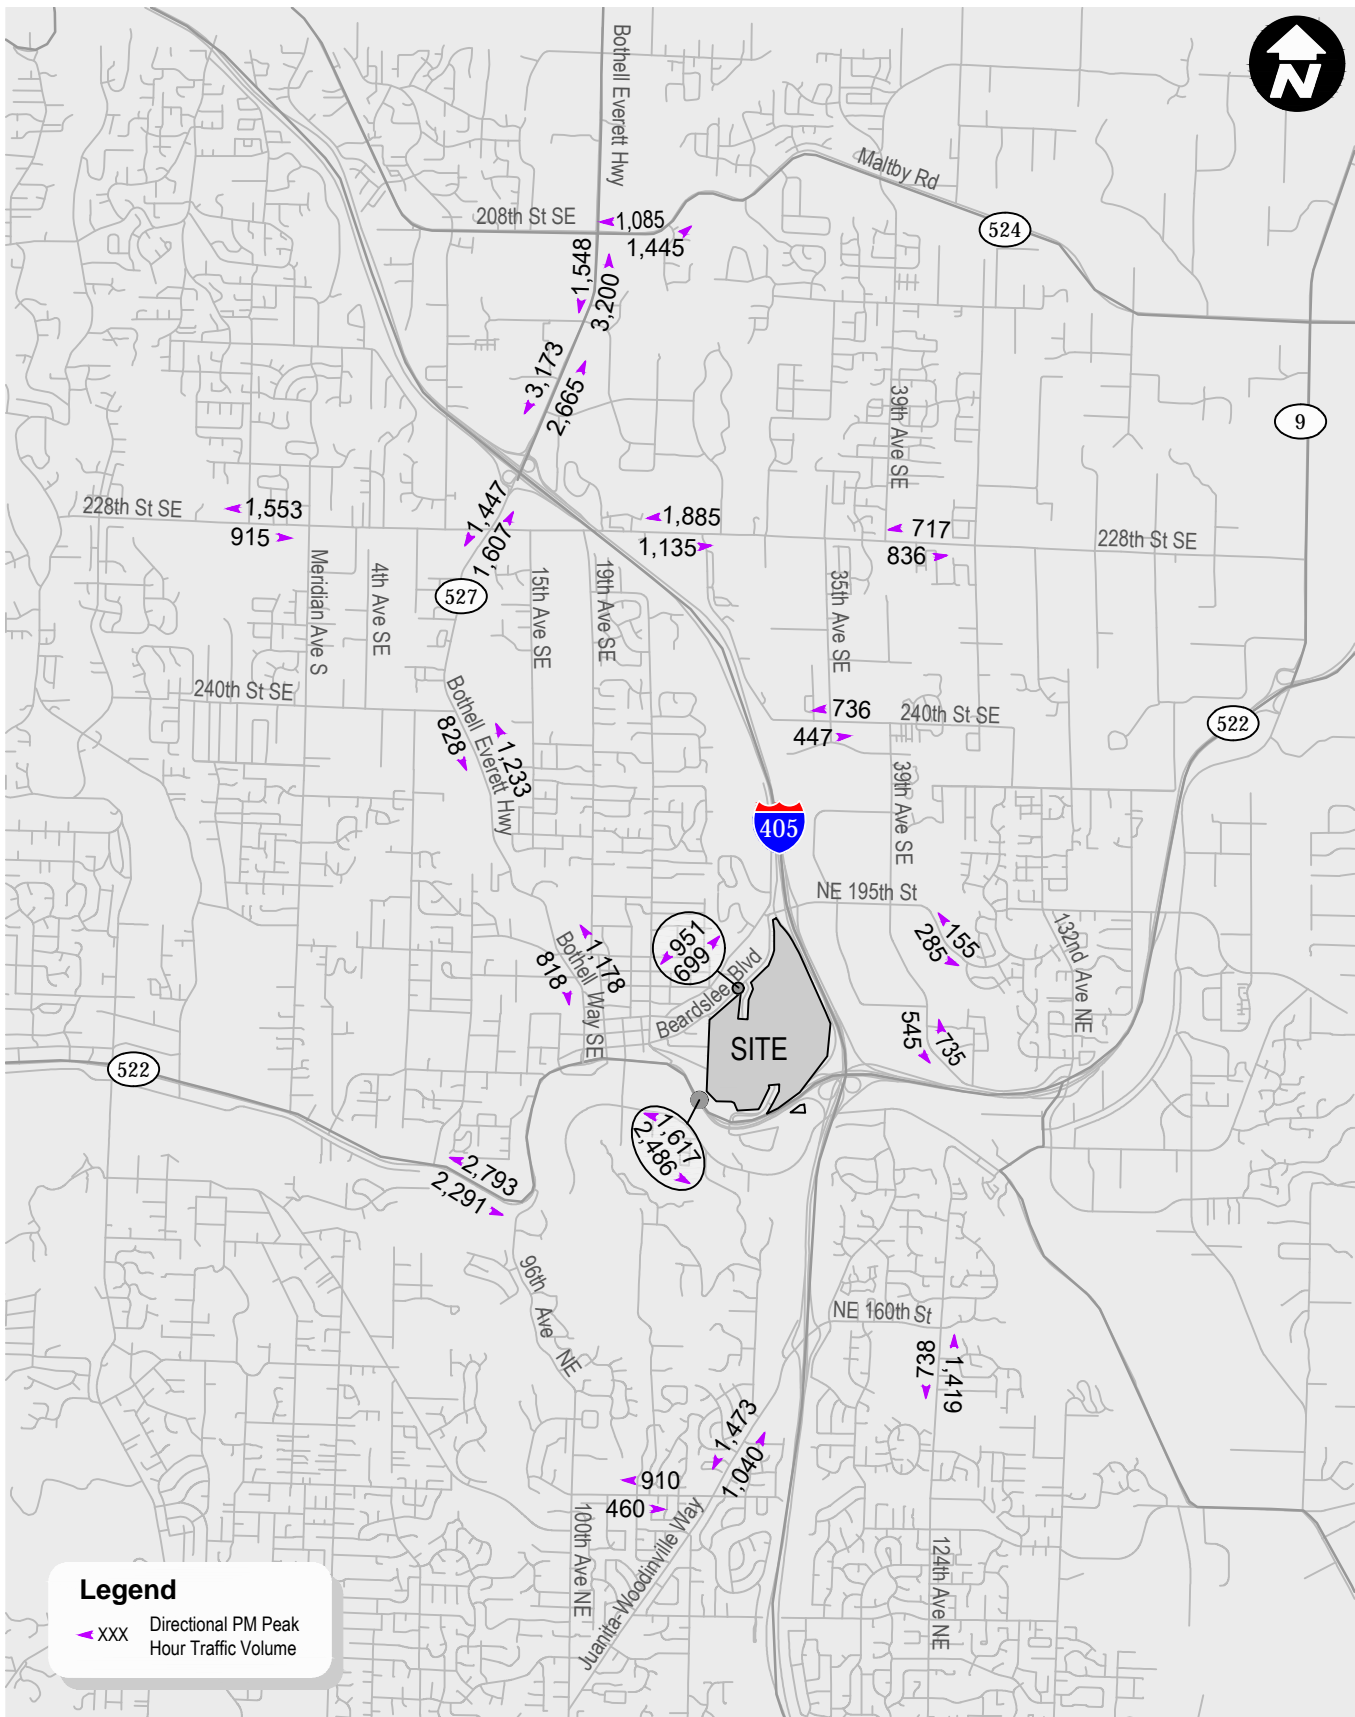 Bothell Everett Hwy
N
Maltby Rd
208th St SE
1,085
1,445
524
1,548
3,200
3,173
2,665
39th Ave SE
9
228th St SE
1,553
915
1,447
1,607
1,885
1,135
717
836
228th St SE
Meridian Ave S
4th Ave SE
527
15th Ave SE
19th Ave SE
35th Ave SE
240th St SE
Bothell Everett Hwy
828
1,233
736
447
240th St SE
522
39th Ave SE
405
NE 195th St
155
285
132nd Ave NE
951
699
Bothell Way SE
1,178
818
Beardslee Blvd
SITE
545
735
522
1,617
2,486
2,793
2,291
96th Ave NE
NE 160th St
837
1,419
1,473
1,040
910
460
100th Ave NE
Juanita-Woodinville Way
124th Ave NE
Legend
XXX
Directional PM Peak
Hour Traffic Volume